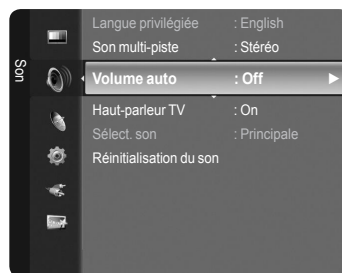 Son
Langue privilégiée : English
Son multi-piste : Stéréo
Volume auto : Off
Haut-parleur TV : On
Sélect. son : Principale
Réinitialisation du son